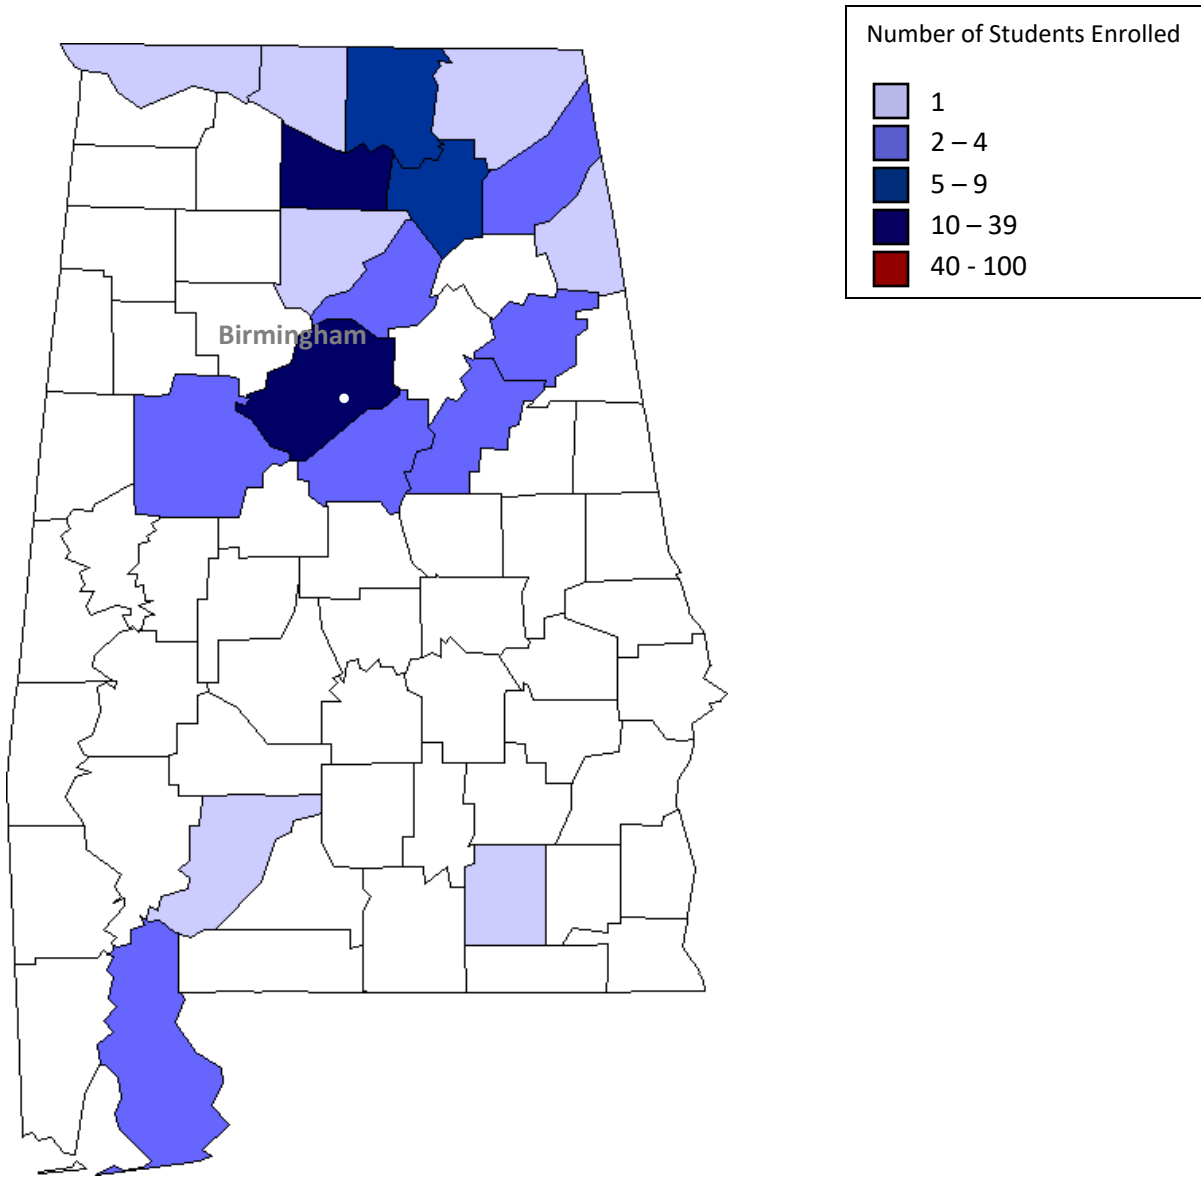 Number of Students Enrolled
1
2 – 4
5 – 9
10 – 39
40 - 100
Birmingham